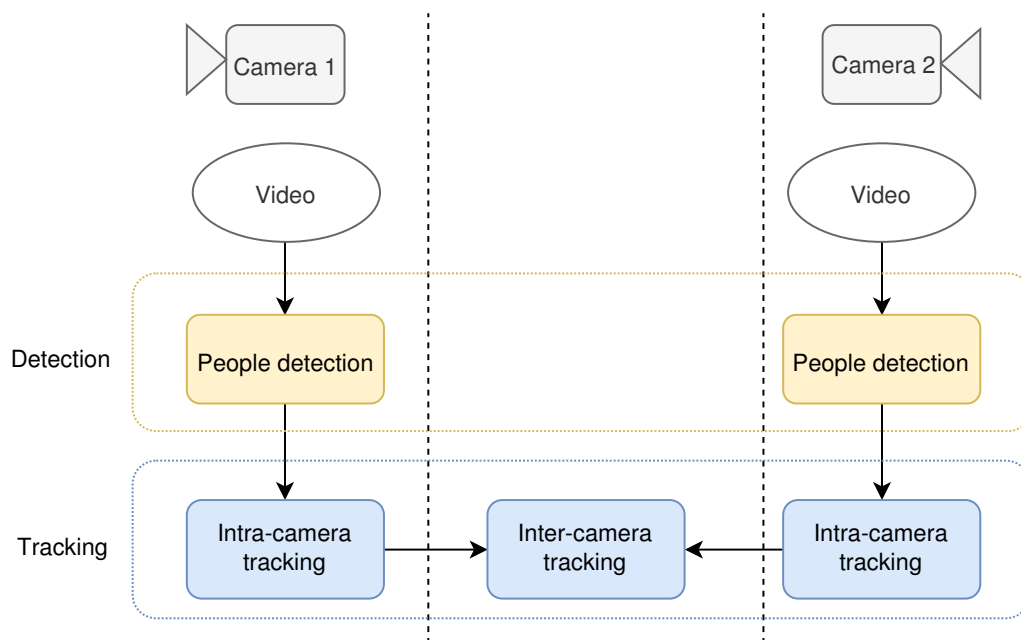 Camera 1
Camera 2
Video
Video
Detection
People detection
People detection
Tracking
Intra-camera
tracking
Inter-camera
tracking
Intra-camera
tracking